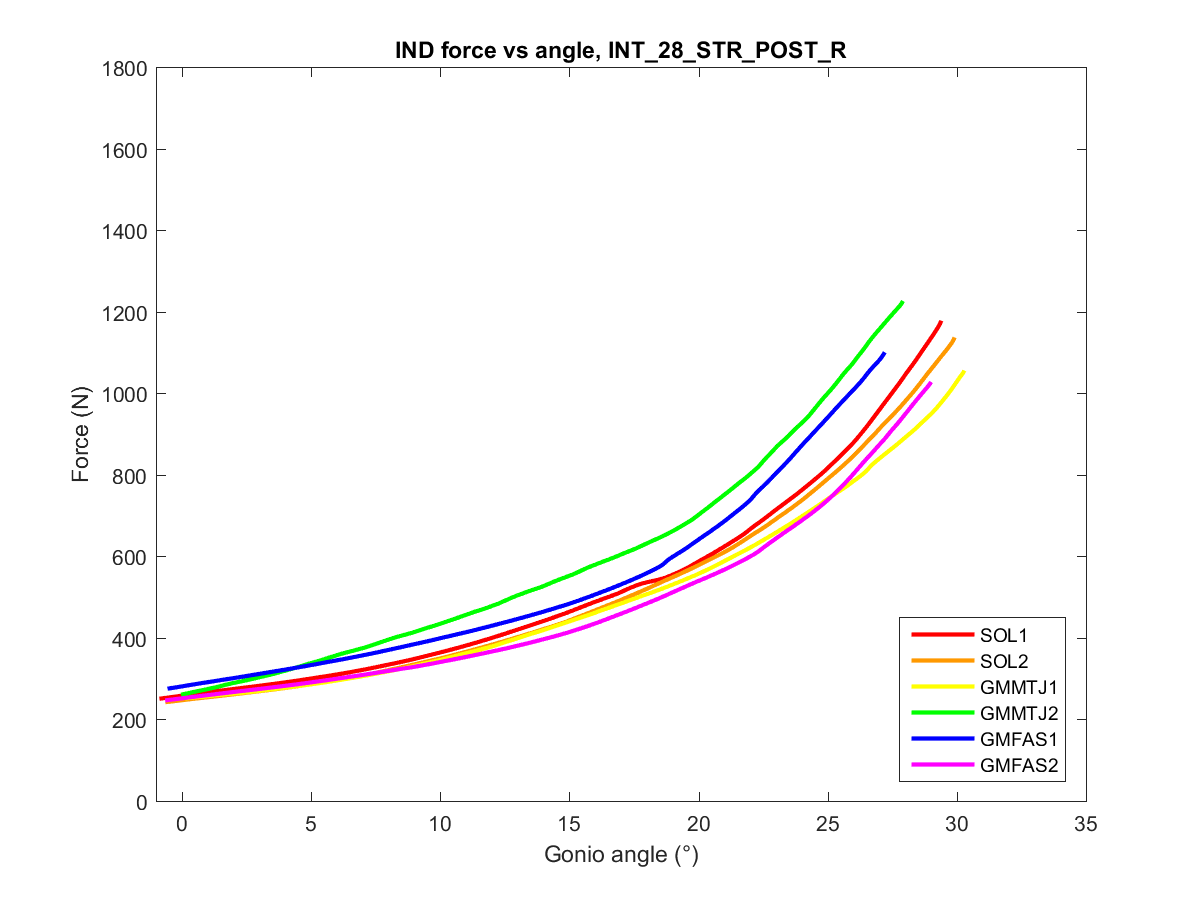 IND force vs angle, INT_28_STR_POST_R
1800
1600
1400
1200
1000
800
600
400
200
0
Force (N)
0 5 10 15 20 25 30 35
Gonio angle (°)
SOL1
SOL2
GMMTJ1
GMMTJ2
GMFAS1
GMFAS2